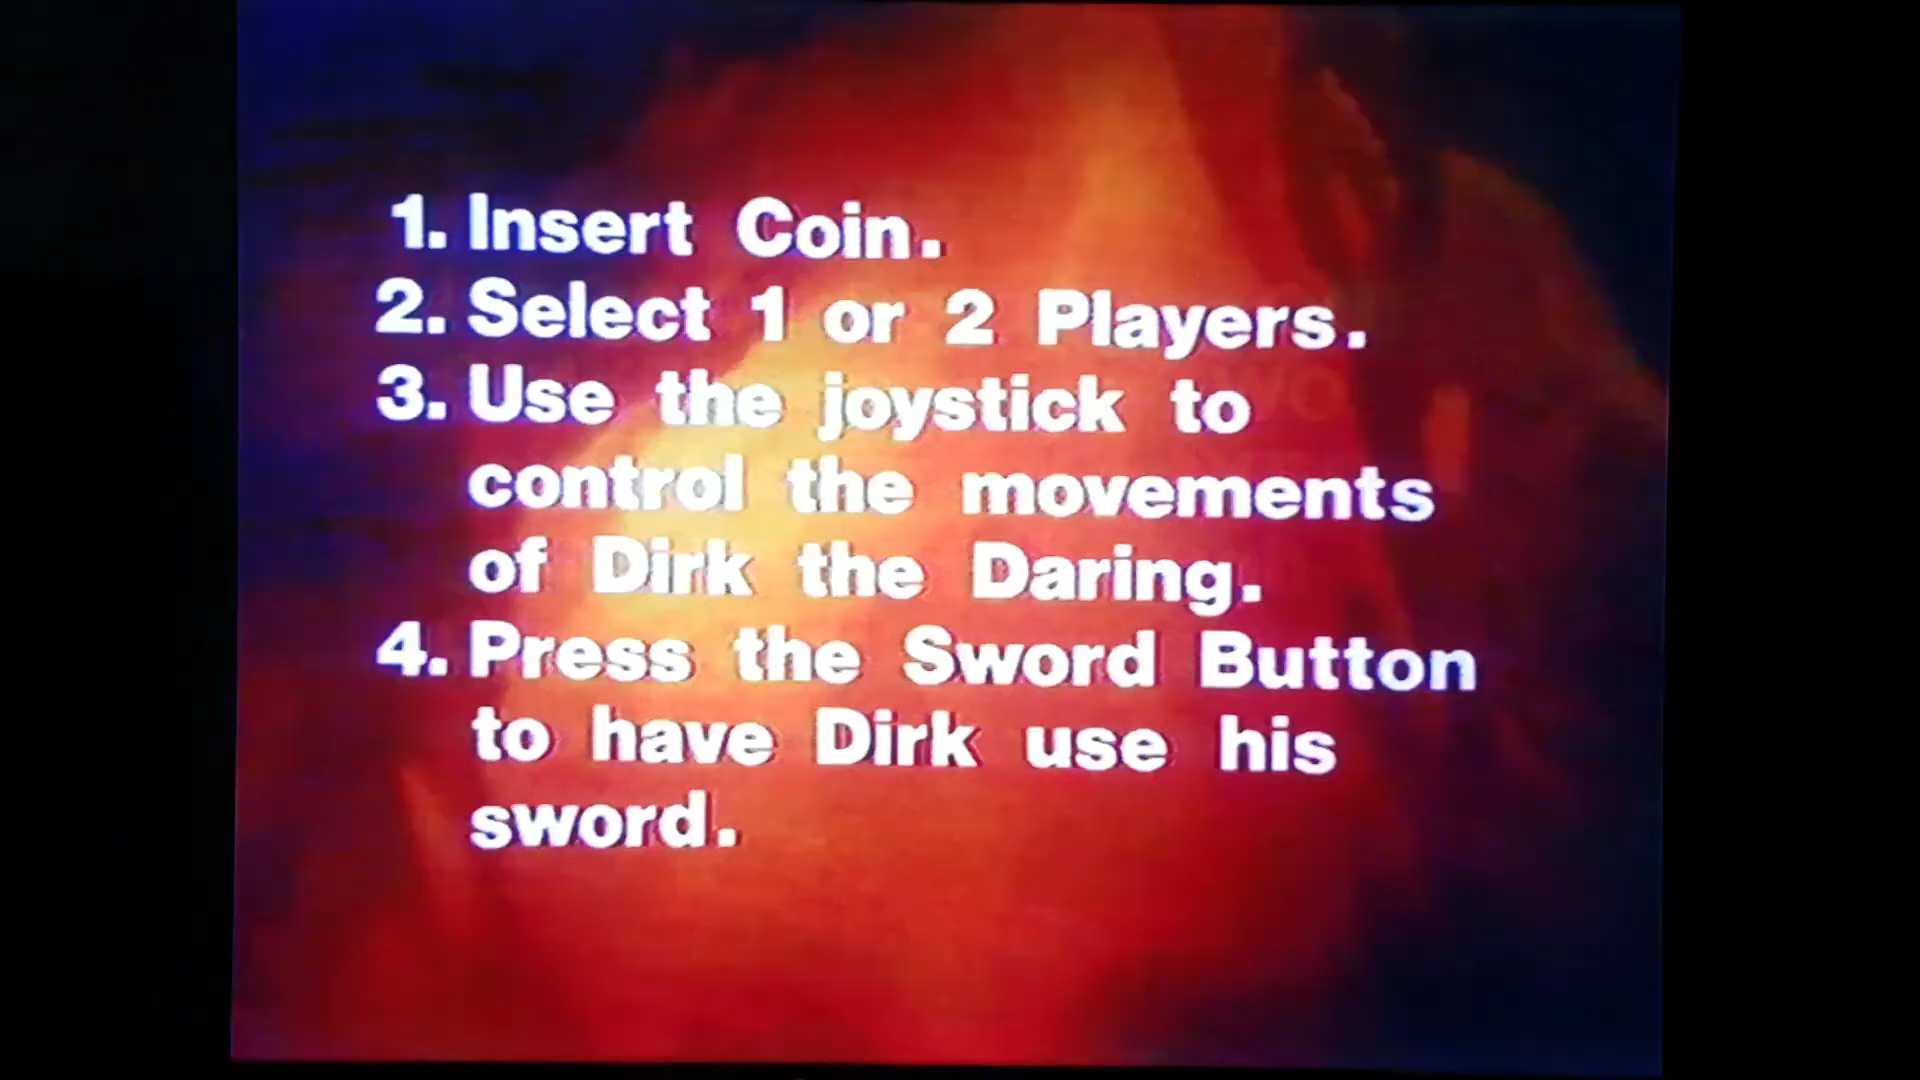 1. Insert Coin.
2. Select 1 or 2 Players.
3. Use the joystick to
control the movements
of Dirk the Daring.
4. Press the Sword Button
to have Dirk use his
sword.